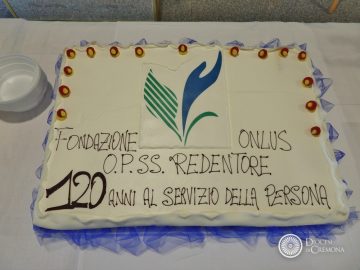 FONDAZIONE ONLUS
O.P.SS. REDENTORE
120 ANNI AL SERVIZIO DELLA PERSONA
DIOCESI
DI CREMONA